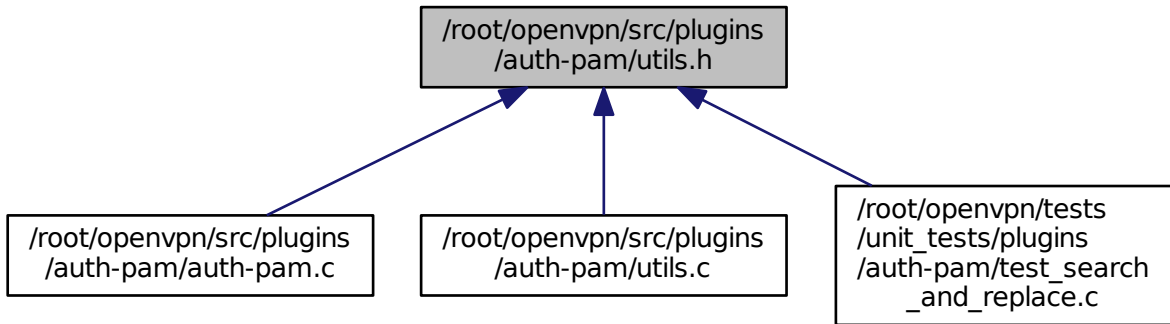 /root/openvpn/src/plugins
/auth-pam/utils.h
/root/openvpn/src/plugins
/auth-pam/auth-pam.c
/root/openvpn/src/plugins
/auth-pam/utils.c
/root/openvpn/tests
/unit_tests/plugins
/auth-pam/test_search
_and_replace.c